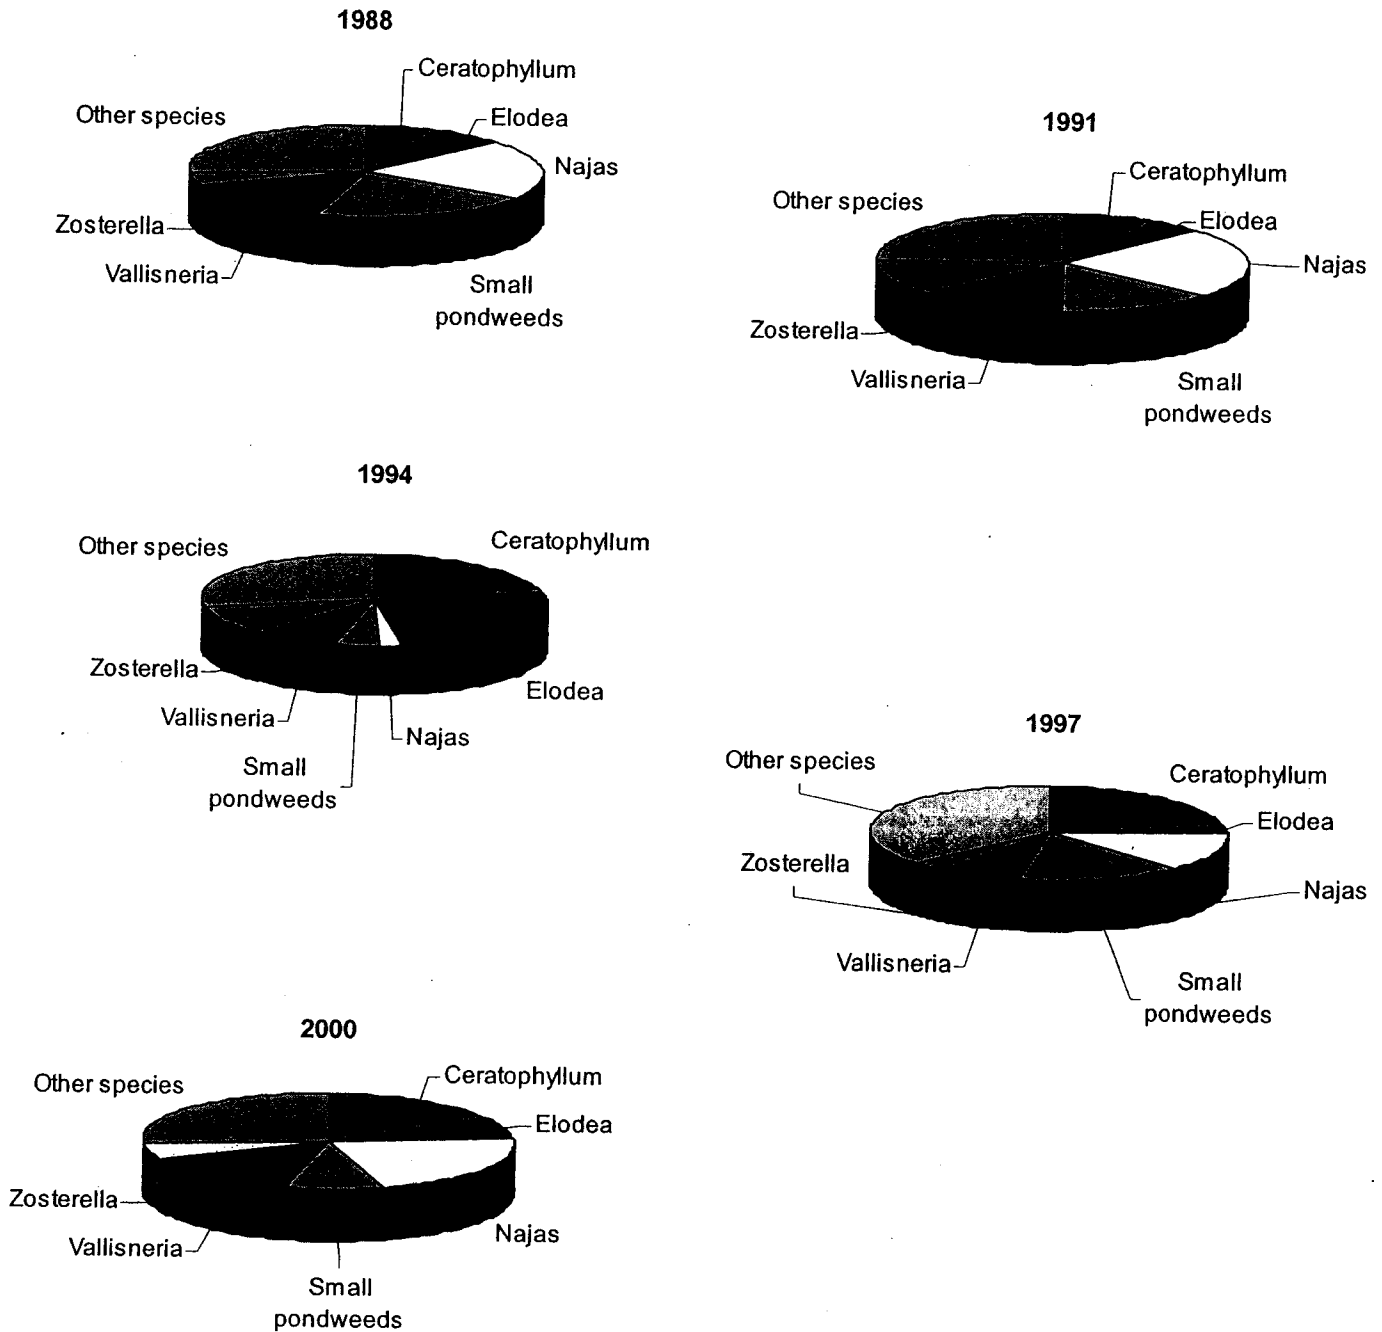 1988
Ceratophyllum
Other species
Elodea
Najas
Zosterella
Vallisneria
Small
pondweeds
1991
Ceratophyllum
Other species
Elodea
Najas
Zosterella
Vallisneria
Small
pondweeds
1994
Other species
Ceratophyllum
Zosterella
Elodea
Vallisneria
Najas
Small
pondweeds
1997
Other species
Ceratophyllum
Elodea
Zosterella
Najas
Vallisneria
Small
pondweeds
2000
Other species
Ceratophyllum
Elodea
Zosterella
Najas
Vallisneria
Small
pondweeds